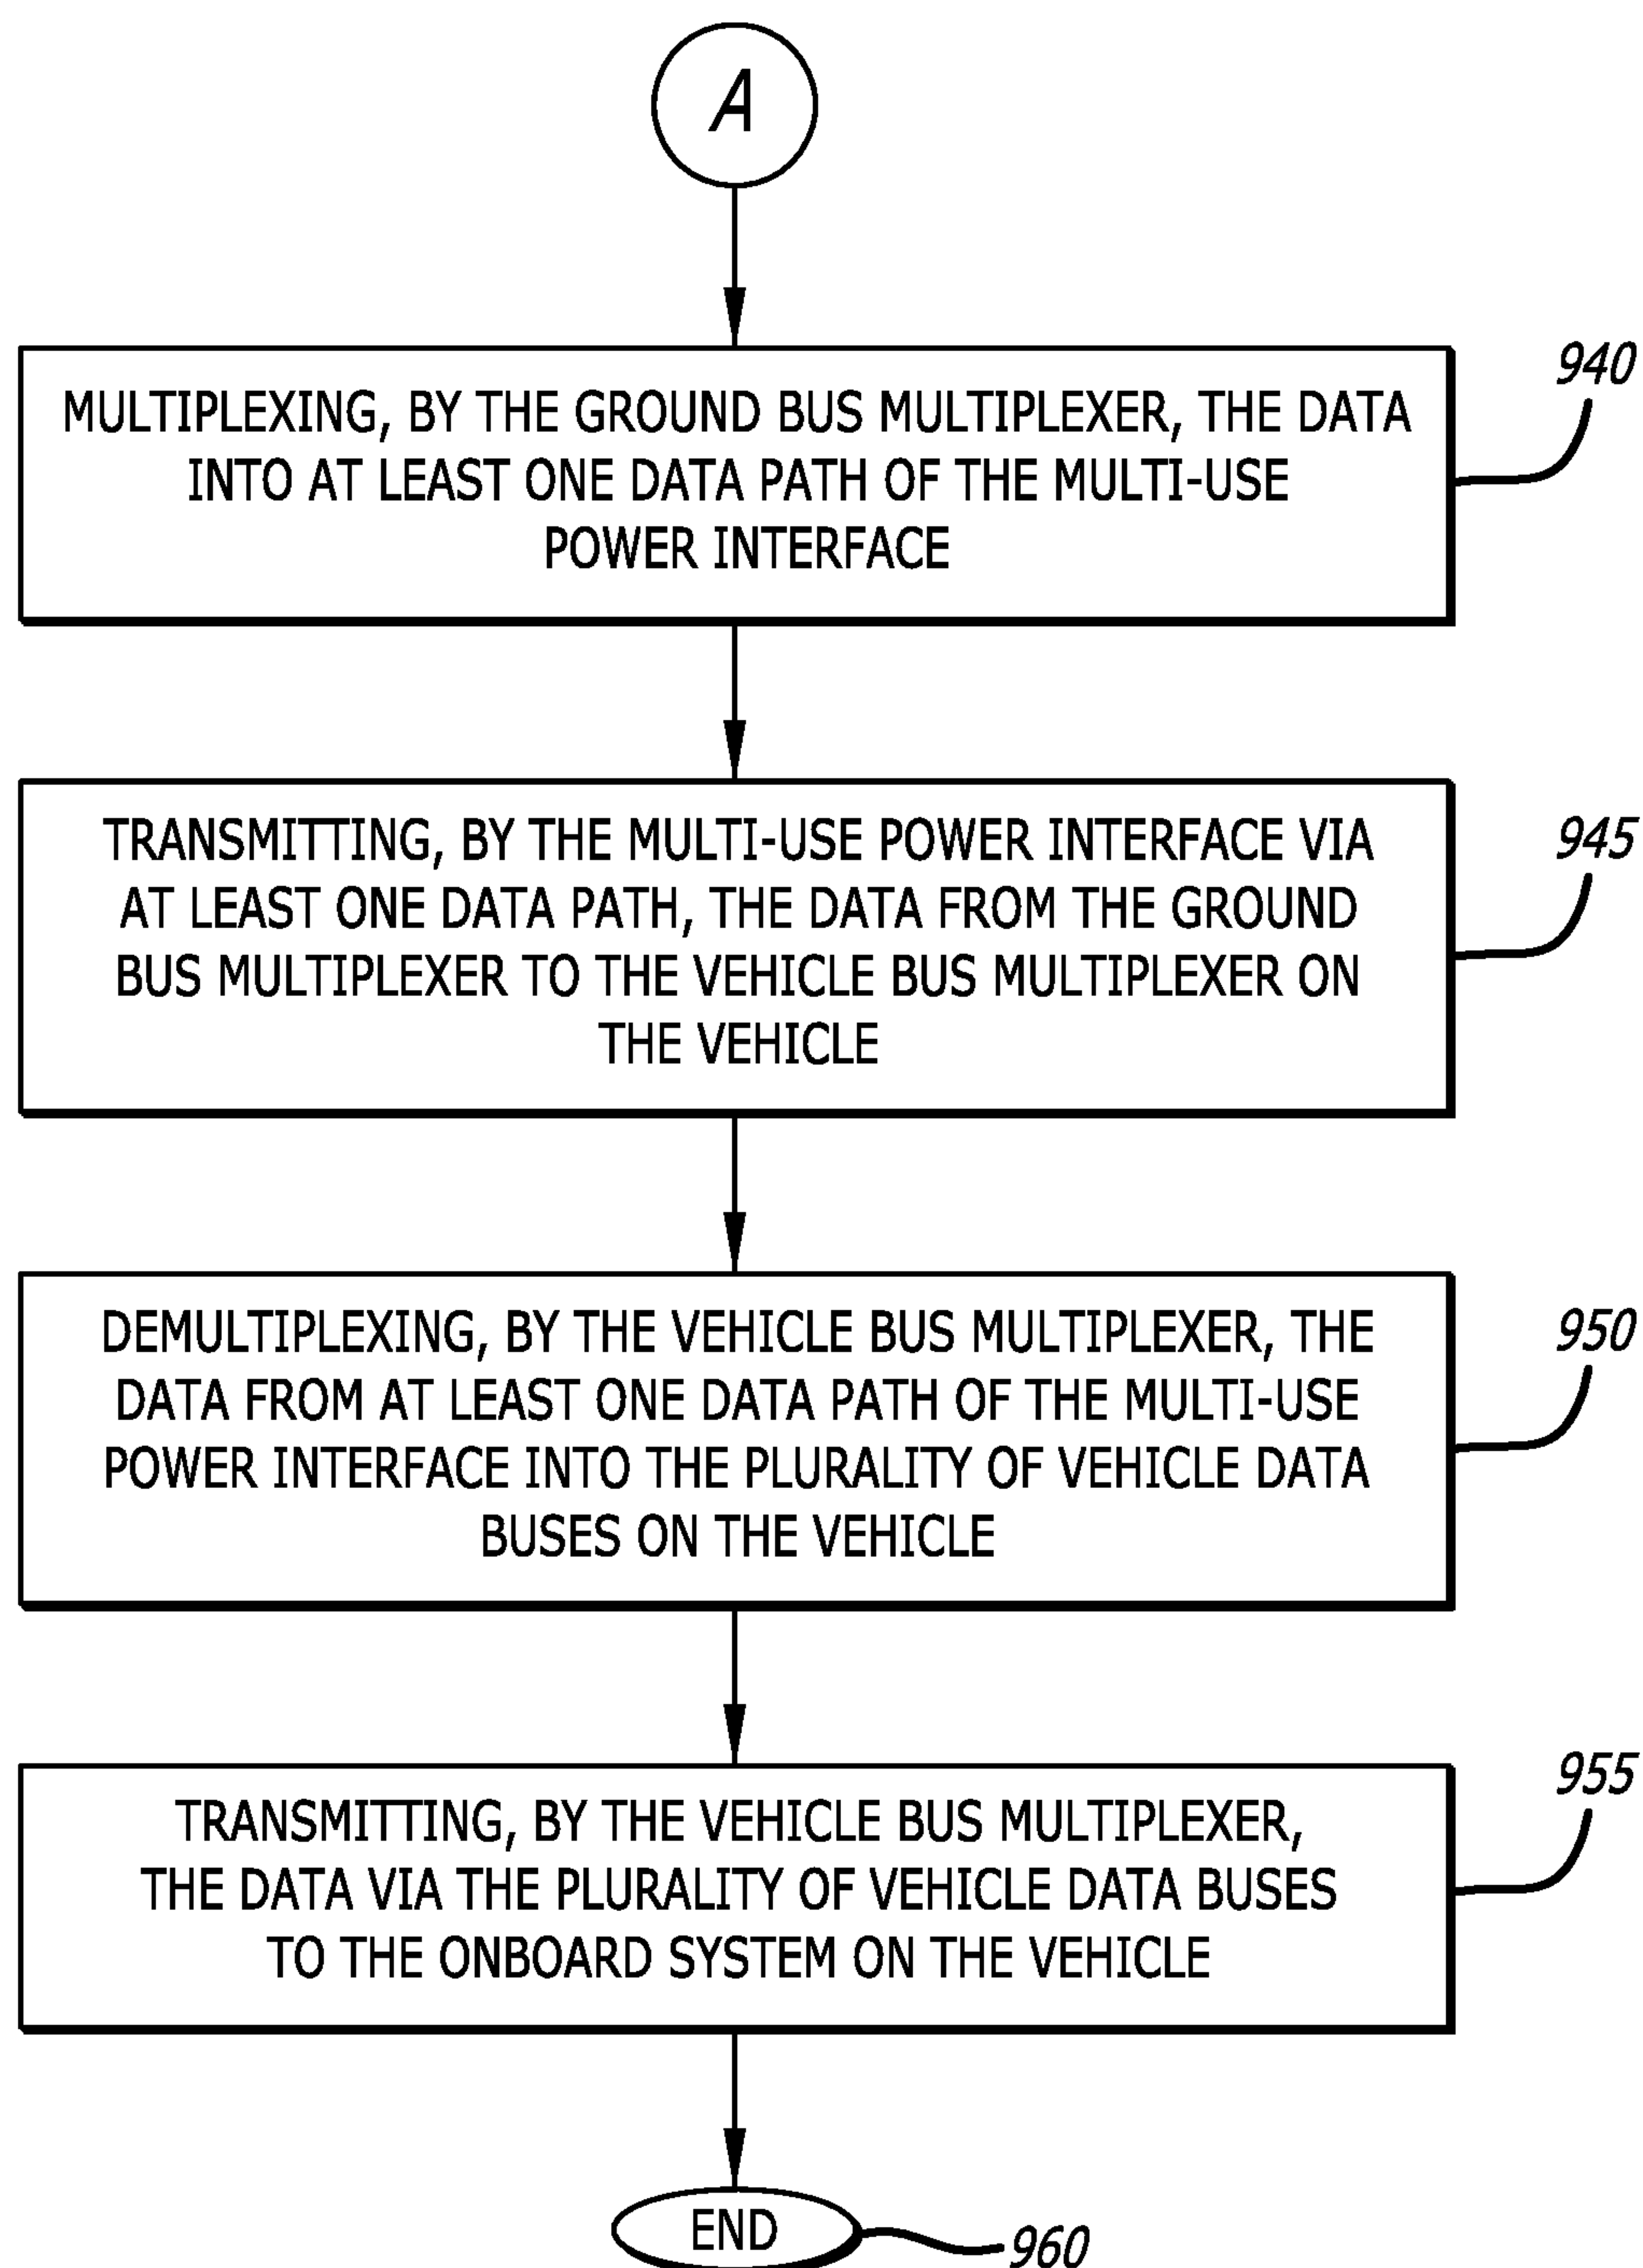 A
940
MULTIPLEXING, BY THE GROUND BUS MULTIPLEXER, THE DATA
INTO AT LEAST ONE DATA PATH OF THE MULTI-USE
POWER INTERFACE
945
TRANSMITTING, BY THE MULTI-USE POWER INTERFACE VIA
AT LEAST ONE DATA PATH, THE DATA FROM THE GROUND
BUS MULTIPLEXER TO THE VEHICLE BUS MULTIPLEXER ON
THE VEHICLE
950
DEMULTIPLEXING, BY THE VEHICLE BUS MULTIPLEXER, THE
DATA FROM AT LEAST ONE DATA PATH OF THE MULTI-USE
POWER INTERFACE INTO THE PLURALITY OF VEHICLE DATA
BUSES ON THE VEHICLE
955
TRANSMITTING, BY THE VEHICLE BUS MULTIPLEXER,
THE DATA VIA THE PLURALITY OF VEHICLE DATA BUSES
TO THE ONBOARD SYSTEM ON THE VEHICLE
END
960